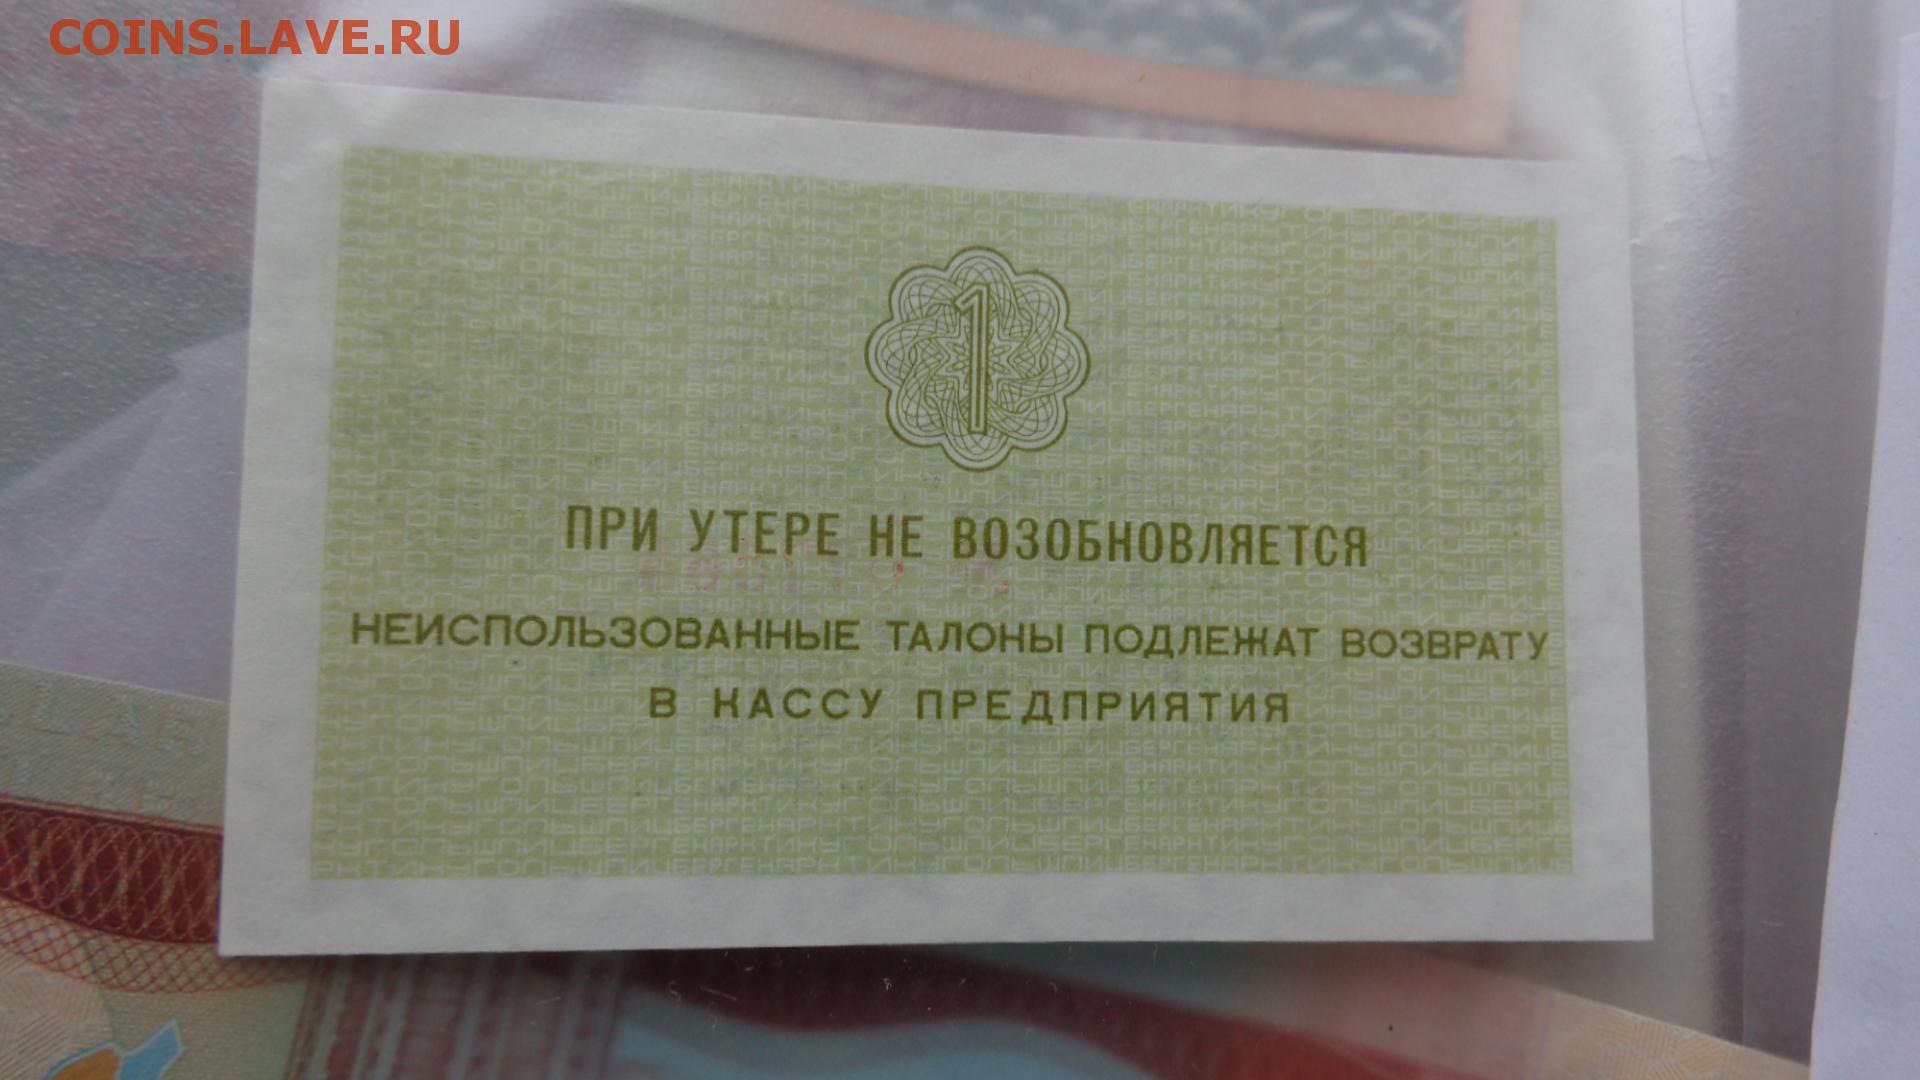 COINS.LAVE.RU
1
ПРИ УТЕРЕ НЕ ВОЗОБНОВЛЯЕТСЯ
НЕИСПОЛЬЗОВАННЫЕ ТАЛОНЫ ПОДЛЕЖАТ ВОЗВРАТУ
В КАССУ ПРЕДПРИЯТИЯ